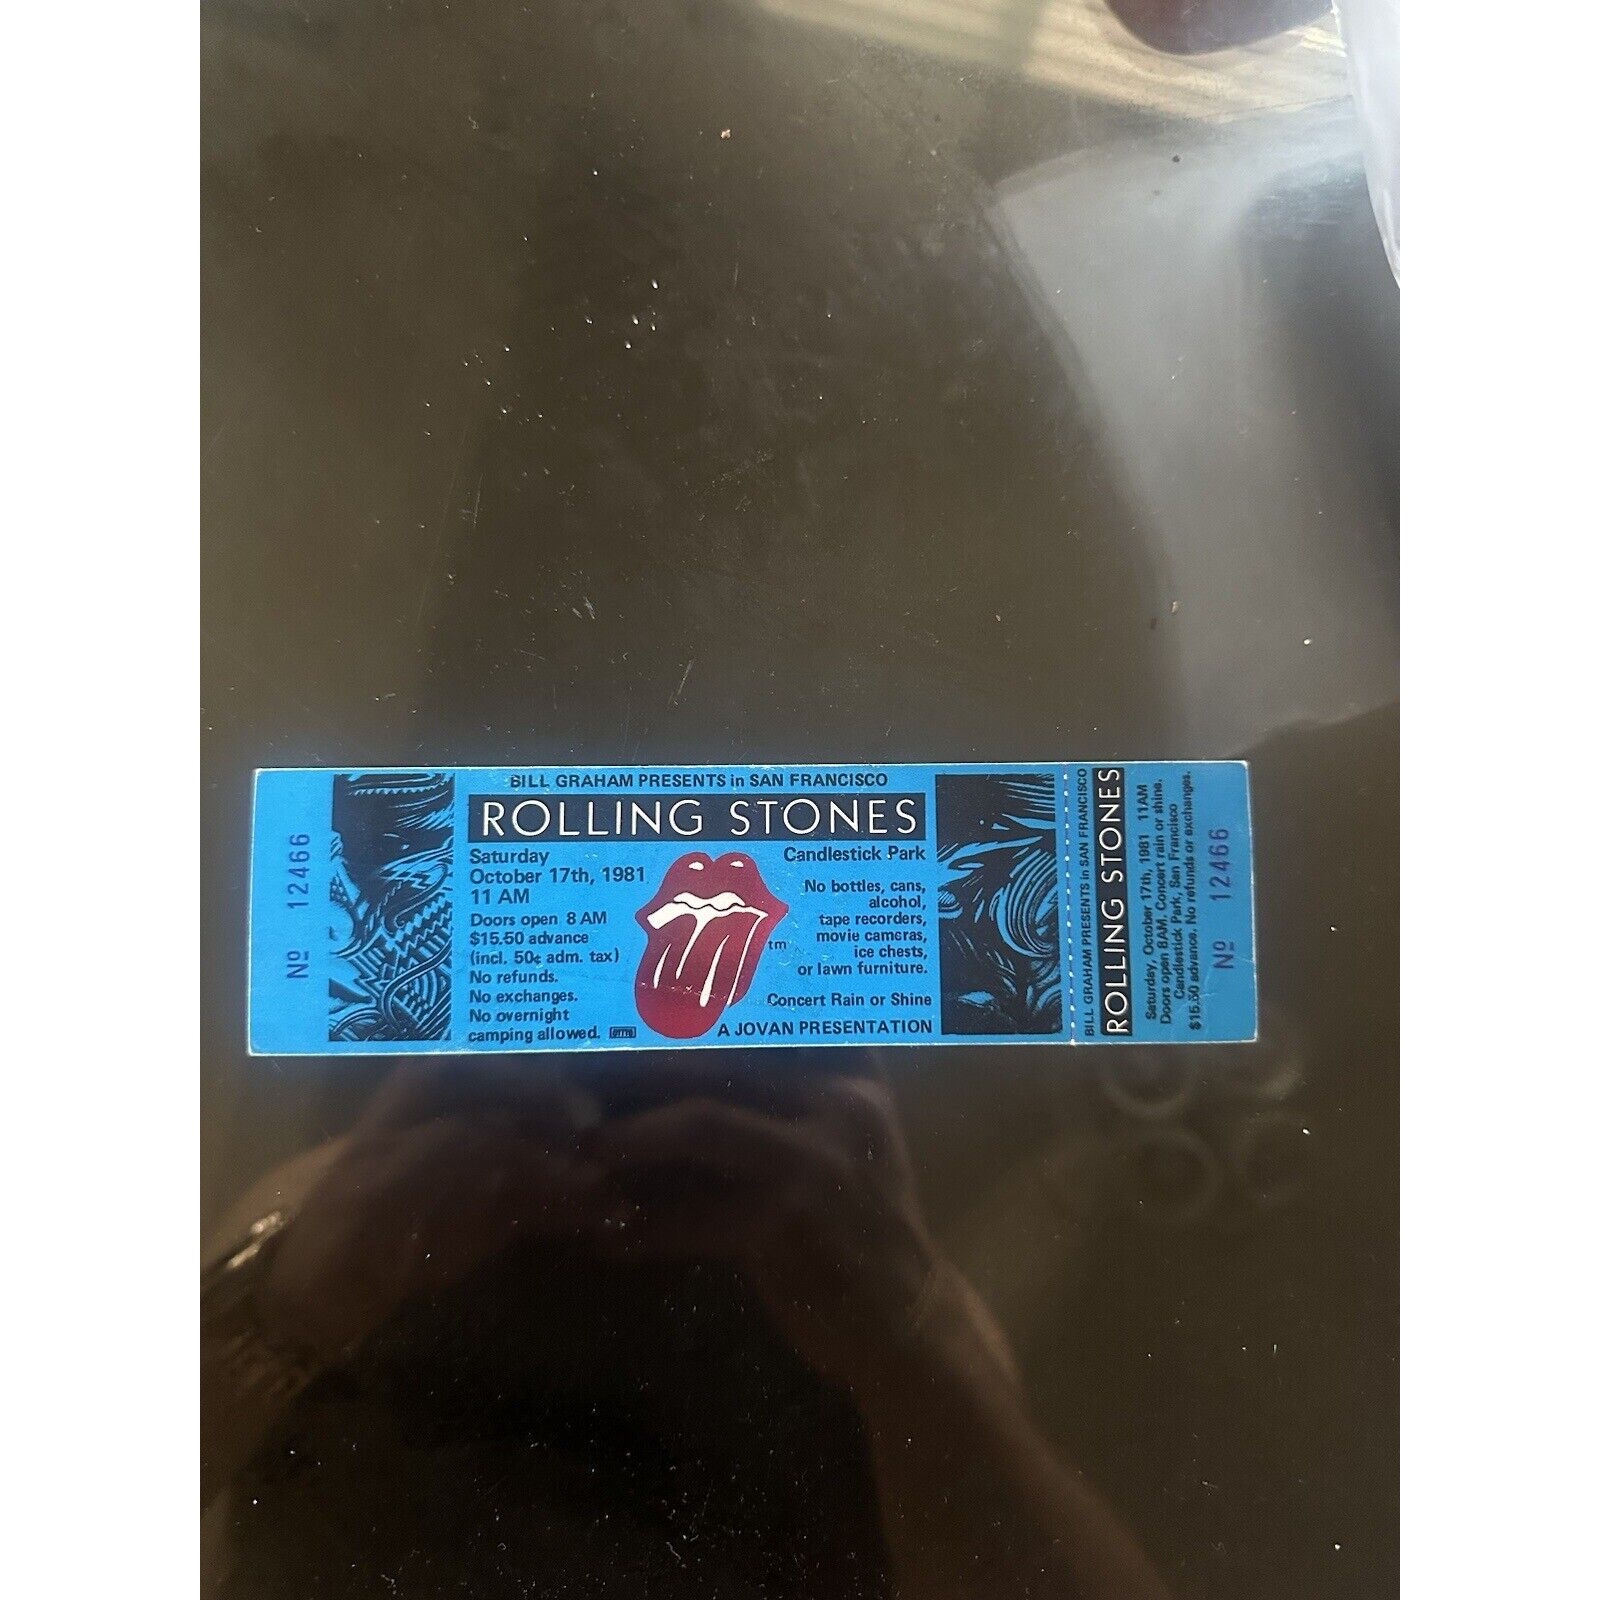 BILL GRAHAM PRESENTS in SAN FRANCISCO
ROLLING STONES
Saturday
October 17th, 1981
11 AM
Doors open 8 AM
$15.50 advance
(incl. 50¢ adm. tax)
No refunds.
No exchanges.
No overnight
camping allowed.
Candlestick Park
No bottles, cans,
alcohol,
tape recorders,
movie cameras,
ice chests,
or lawn furniture.
tm
Concert Rain or Shine
A JOVAN PRESENTATION
Nº 12466
BILL GRAHAM PRESENTS in SAN FRANCISCO
ROLLING STONES
Saturday, October 17th, 1981 11AM
Doors open 8AM. Concert rain or shine.
Candlestick Park, San Francisco
$15.50 advance. No refunds or exchanges.
Nº 12466